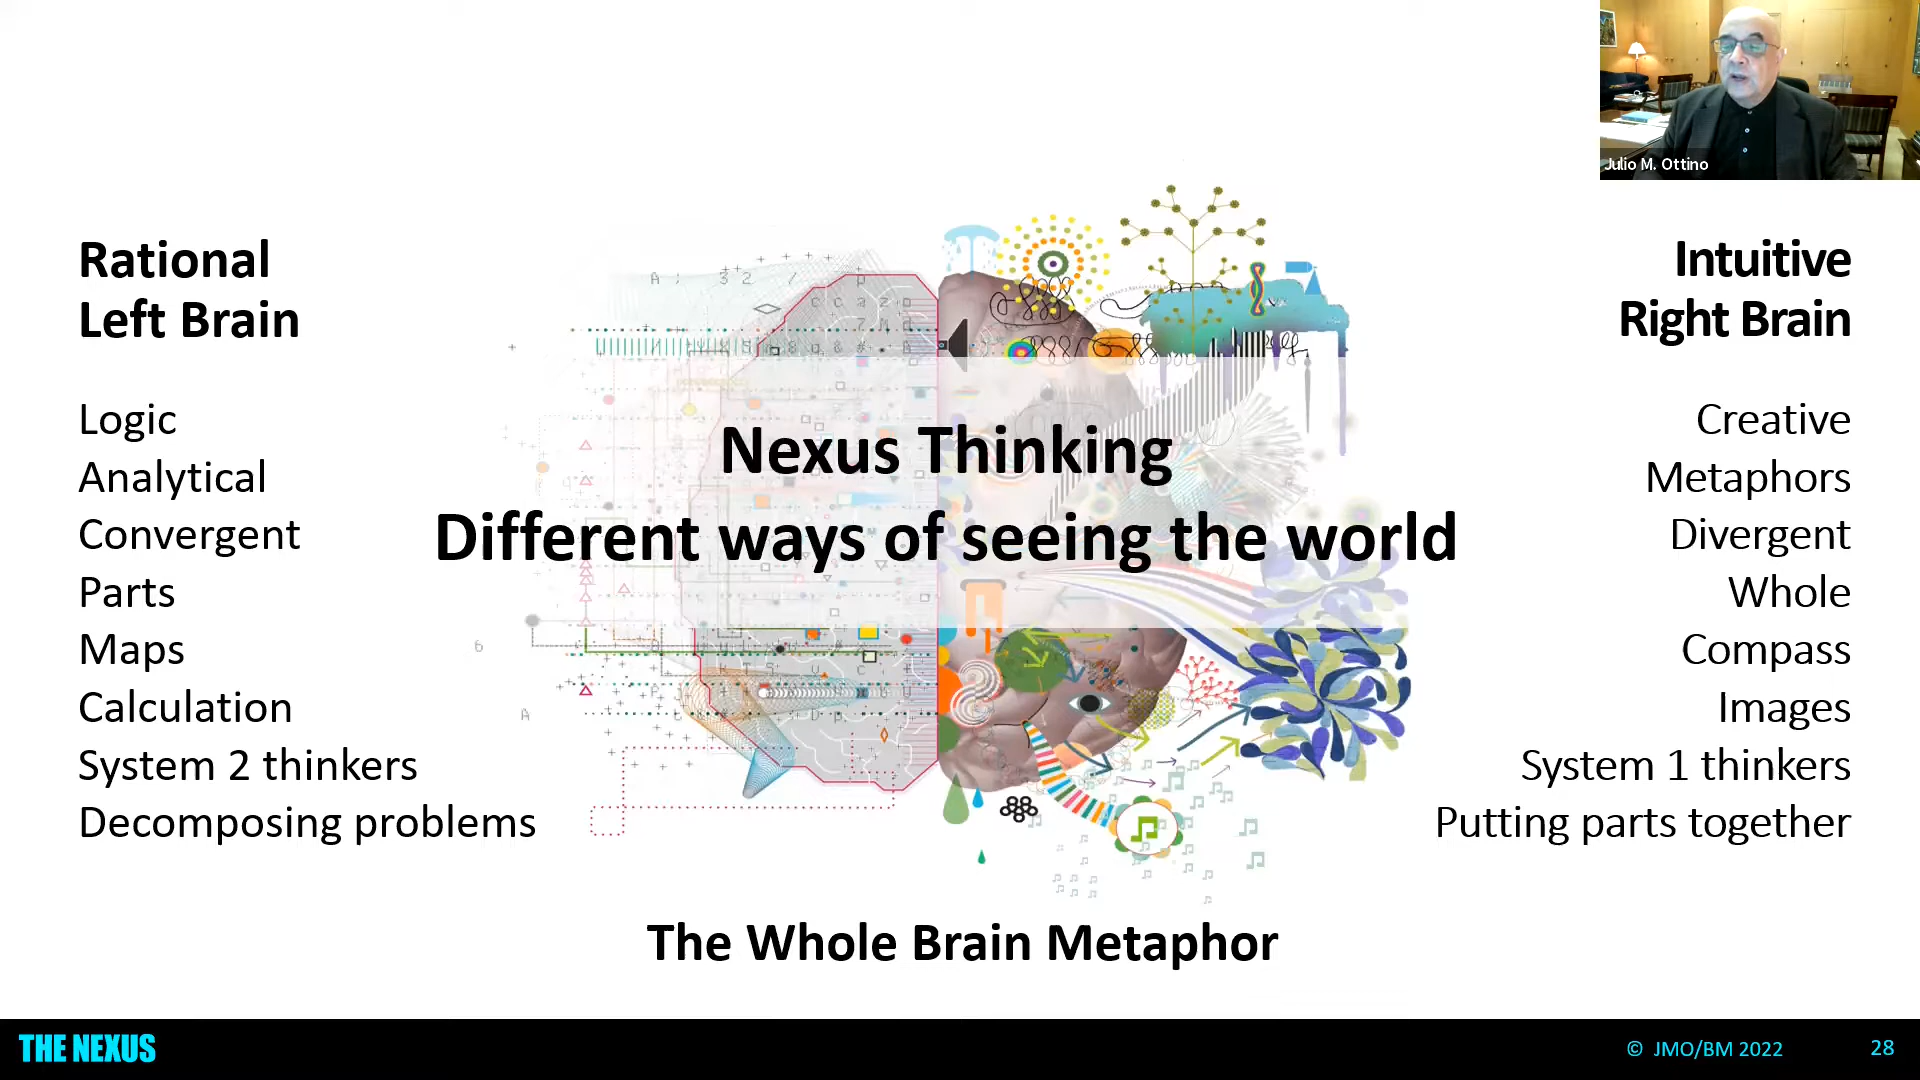 Julio M. Ottino
Rational
Left Brain
Intuitive
Right Brain
Logic
Analytical
Convergent
Parts
Maps
Calculation
System 2 thinkers
Decomposing problems
Nexus Thinking
Different ways of seeing the world
Creative
Metaphors
Divergent
Whole
Compass
Images
System 1 thinkers
Putting parts together
The Whole Brain Metaphor
THE NEXUS
© JMO/BM 2022
28